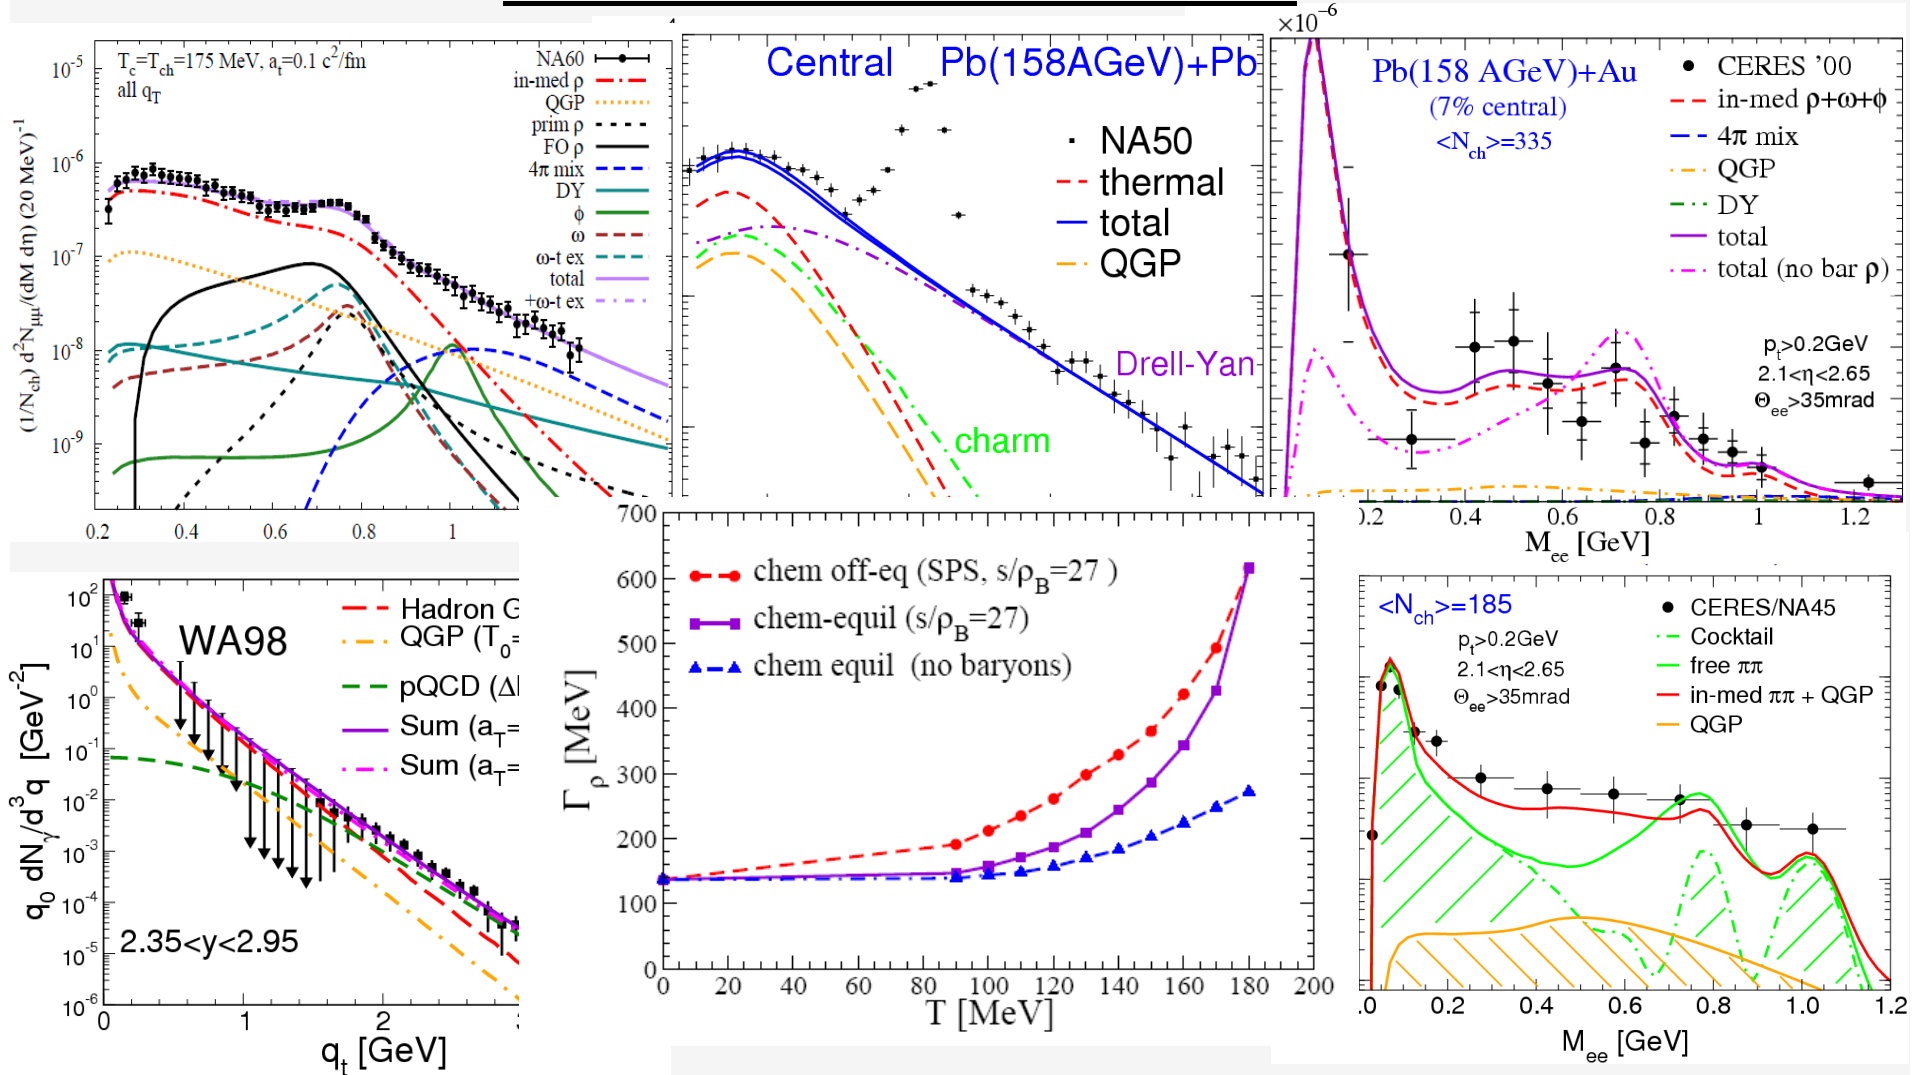 T_c=T_ch=175 MeV, a_t=0.1 c²/fm
all q_T
NA60
in-med ρ
QGP
prim ρ
FO ρ
4π mix
DY
ϕ
ω
ω-t ex
total
+ω-t ex
(1/N_ch) d²N_μμ/(dM dη) (20 MeV)⁻¹
10⁻⁵
10⁻⁶
10⁻⁷
10⁻⁸
10⁻⁹
0.2 0.4 0.6 0.8 1
Central Pb(158AGeV)+Pb
NA50
thermal
total
QGP
Drell-Yan
charm
×10⁻⁶
Pb(158 AGeV)+Au
(7% central)
<N_ch>=335
CERES '00
in-med ρ+ω+ϕ
4π mix
QGP
DY
total
total (no bar ρ)
p_t>0.2GeV
2.1<η<2.65
Θ_ee>35mrad
0.2 0.4 0.6 0.8 1 1.2
M_ee [GeV]
WA98
Hadron G
QGP (T_0=
pQCD (Δ
Sum (a_T=
Sum (a_T=
q_0 dN_γ/d³q [GeV⁻²]
10²
10¹
10⁰
10⁻¹
10⁻²
10⁻³
10⁻⁴
10⁻⁵
10⁻⁶
2.35<y<2.95
0 1 2
q_t [GeV]
chem off-eq (SPS, s/ρ_B=27 )
chem-equil (s/ρ_B=27)
chem equil (no baryons)
Γ_ρ [MeV]
700
600
500
400
300
200
100
0
0 20 40 60 80 100 120 140 160 180 200
T [MeV]
<N_ch>=185
p_t>0.2GeV
2.1<η<2.65
Θ_ee>35mrad
CERES/NA45
Cocktail
free ππ
in-med ππ + QGP
QGP
.0 0.2 0.4 0.6 0.8 1.0 1.2
M_ee [GeV]